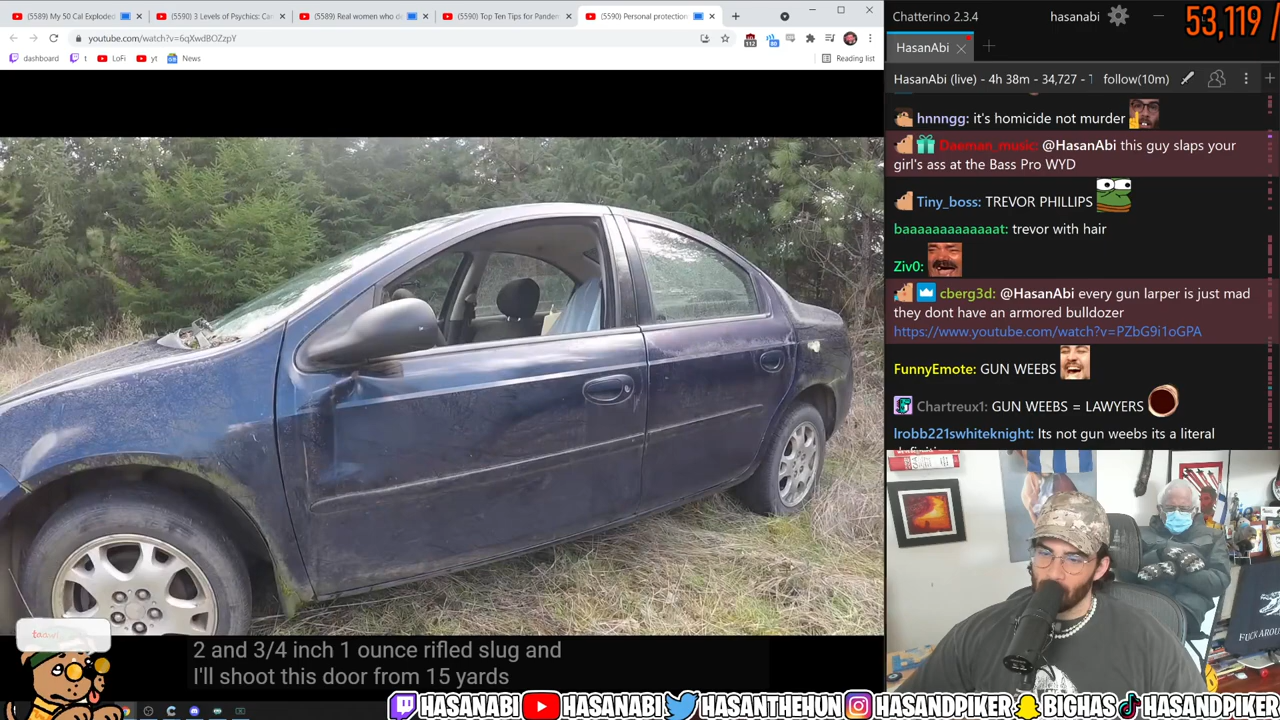 (5590) My 50 Cal Exploded
(5590) 3 Levels of Psychics: Can
(5589) Real women who d
(5590) Top Ten Tips for Pandem
(5590) Personal protection
youtube.com/watch?v=6qXwdBOZzpY
112
80
dashboard
t
LoFi
yt
News
Reading list
Chatterino 2.3.4
hasanabi
53,119 /
HasanAbi
HasanAbi (live) - 4h 38m - 34,727 -
follow(10m)
hnnngg: it's homicide not murder
Daeman_music: @HasanAbi this guy slaps your
girl's ass at the Bass Pro WYD
Tiny_boss: TREVOR PHILLIPS
baaaaaaaaaaaat: trevor with hair
Ziv0:
cberg3d: @HasanAbi every gun larper is just mad
they dont have an armored bulldozer
https://www.youtube.com/watch?v=PZbG9i1oGPA
FunnyEmote: GUN WEEBS
Chartreux1: GUN WEEBS = LAWYERS
lrobb221swhiteknight: Its not gun weebs its a literal
2 and 3/4 inch 1 ounce rifled slug and
I'll shoot this door from 15 yards
HASANABI
HASANABI
HASANTHEHUN
HASANDPIKER
BIGHAS
HASANDPIKER